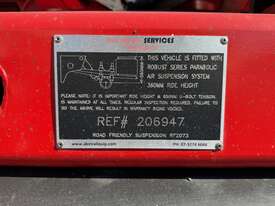 SERVICES
THIS VEHICLE IS FITTED WITH
ROBUST SERIES PARABOLIC
AIR SUSPENSION SYSTEM
360MM RIDE HEIGHT
NOTE: IT IS IMPORTANT RIDE HEIGHT & U-BOLT TENSION
IS MAINTAINED AT ALL TIMES. REGULAR INSPECTION REQUIRED. FAILURE TO
DO THE ABOVE WILL RESULT IN WARRANTY BEING VOIDED.
REF# 206947
ROAD FRIENDLY SUSPENSION RF2073